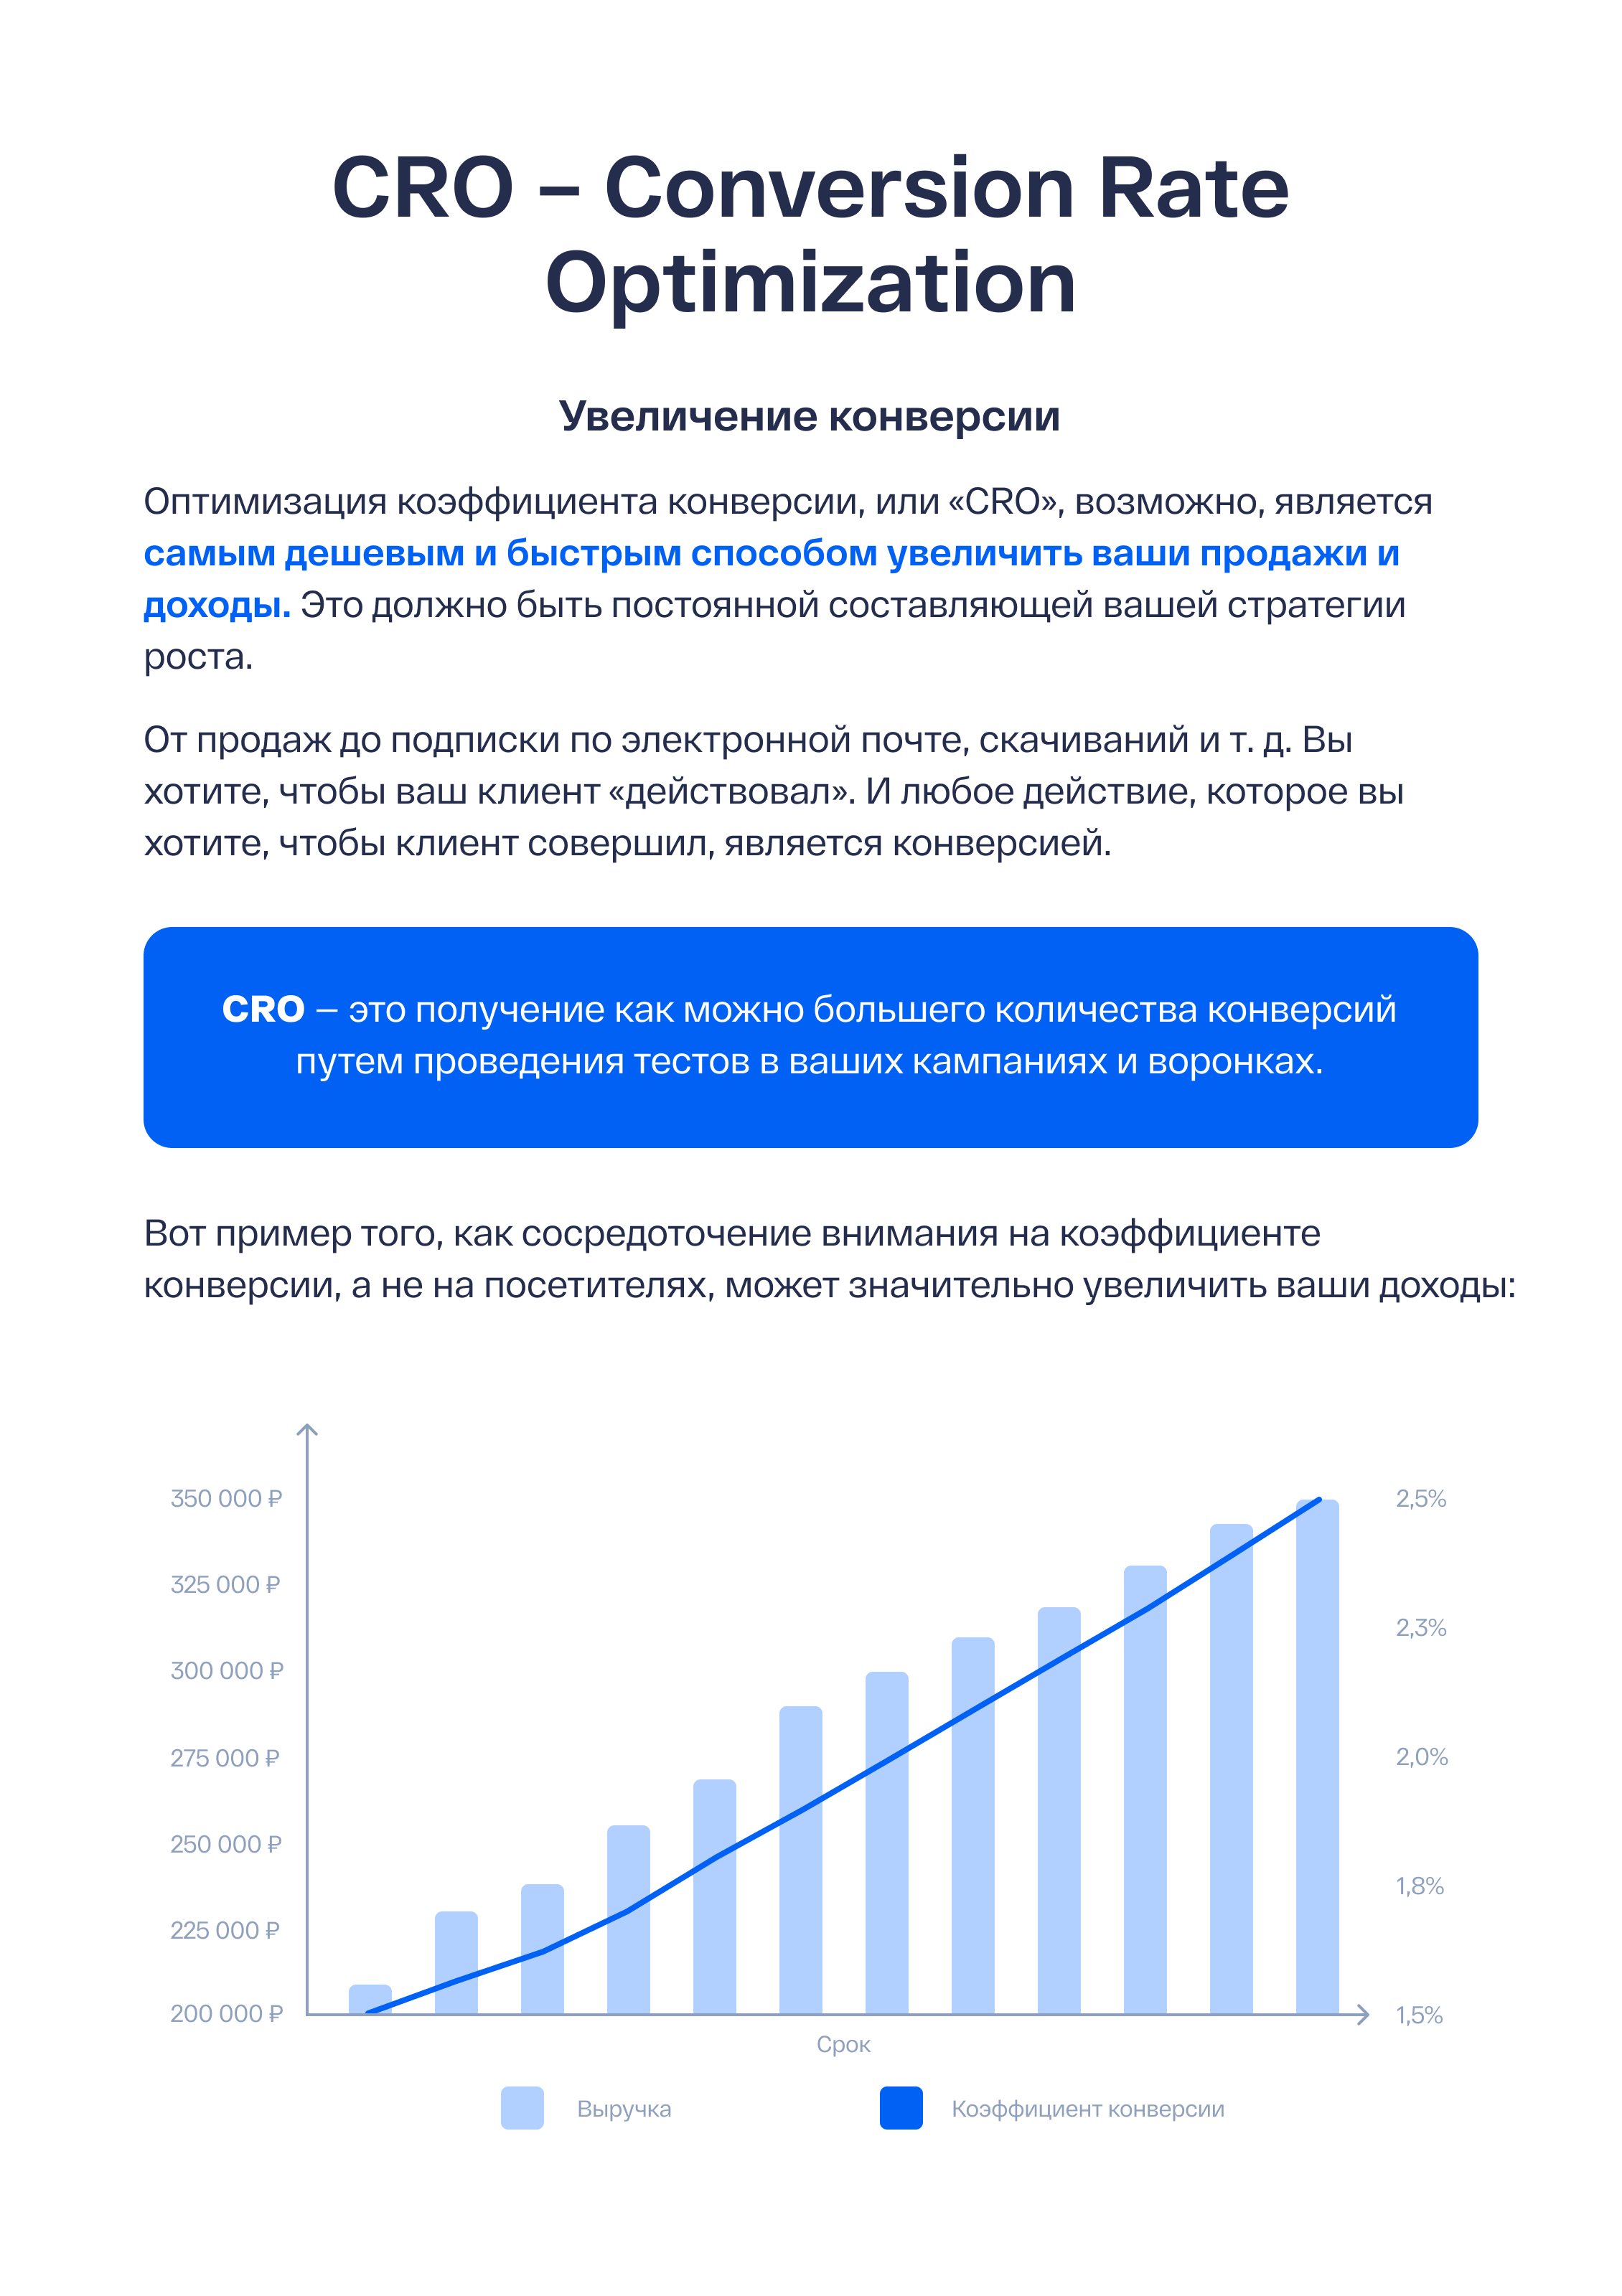 CRO – Conversion Rate
Optimization
Увеличение конверсии
Оптимизация коэффициента конверсии, или «CRO», возможно, является
самым дешевым и быстрым способом увеличить ваши продажи и
доходы. Это должно быть постоянной составляющей вашей стратегии
роста.
От продаж до подписки по электронной почте, скачиваний и т. д. Вы
хотите, чтобы ваш клиент «действовал». И любое действие, которое вы
хотите, чтобы клиент совершил, является конверсией.
CRO – это получение как можно большего количества конверсий
путем проведения тестов в ваших кампаниях и воронках.
Вот пример того, как сосредоточение внимания на коэффициенте
конверсии, а не на посетителях, может значительно увеличить ваши доходы:
350 000 ₽
325 000 ₽
300 000 ₽
275 000 ₽
250 000 ₽
225 000 ₽
200 000 ₽
2,5%
2,3%
2,0%
1,8%
1,5%
Срок
Выручка
Коэффициент конверсии